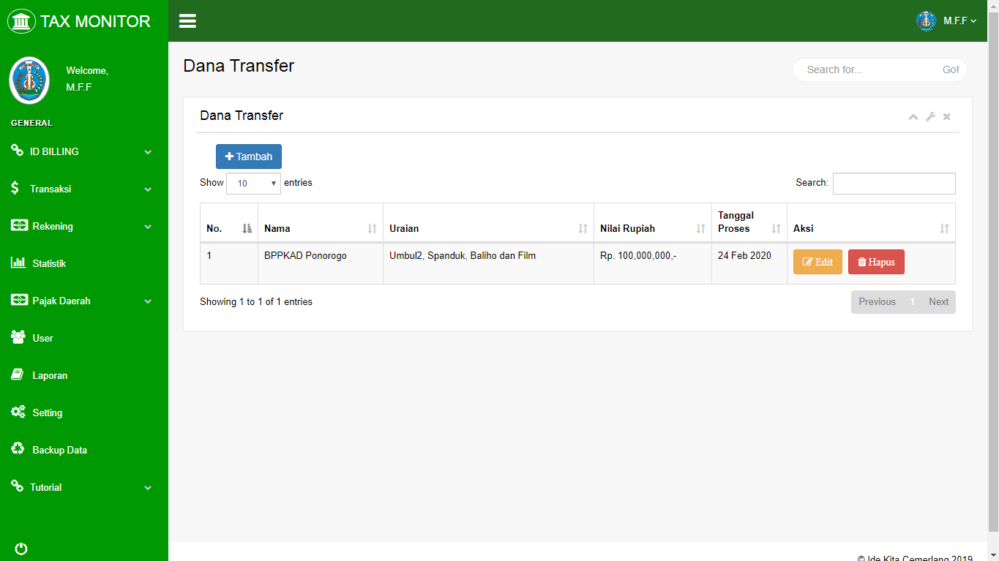 TAX MONITOR
M.F.F
Welcome,
M.F.F
GENERAL
ID BILLING
Transaksi
Rekening
Statistik
Pajak Daerah
User
Laporan
Setting
Backup Data
Tutorial
Dana Transfer
Search for... Go!
Dana Transfer
Tambah
Show 10 entries Search:
No. Nama Uraian Nilai Rupiah Tanggal Proses Aksi
1 BPPKAD Ponorogo Umbul2, Spanduk, Baliho dan Film Rp. 100,000,000,- 24 Feb 2020 Edit Hapus
Showing 1 to 1 of 1 entries Previous 1 Next
© Ide Kita Cemerlang 2019